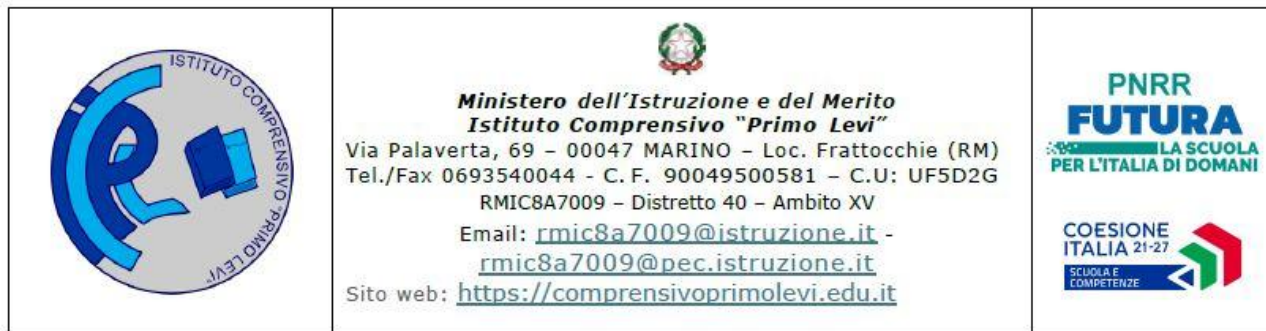 ISTITUTO COMPRENSIVO "PRIMO LEVI"
Ministero dell'Istruzione e del Merito
Istituto Comprensivo "Primo Levi"
Via Palaverta, 69 – 00047 MARINO – Loc. Frattocchie (RM)
Tel./Fax 0693540044 - C.F. 90049500581 – C.U: UF5D2G
RMIC8A7009 – Distretto 40 – Ambito XV
Email: rmic8a7009@istruzione.it -
rmic8a7009@pec.istruzione.it
Sito web: https://comprensivoprimolevi.edu.it
PNRR
FUTURA
LA SCUOLA
PER L'ITALIA DI DOMANI
COESIONE
ITALIA 21-27
SCUOLA E
COMPETENZE